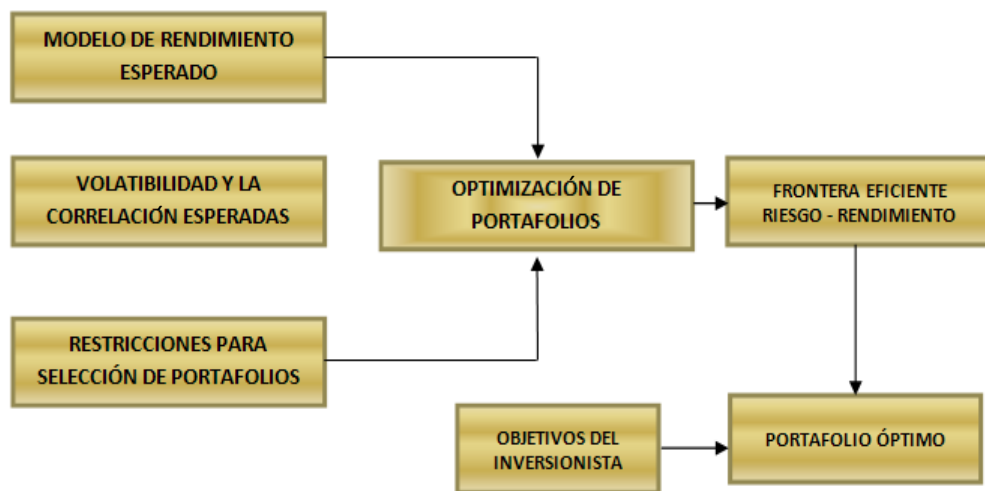 MODELO DE RENDIMIENTO
ESPERADO
VOLATIBILIDAD Y LA
CORRELACIÓN ESPERADAS
RESTRICCIONES PARA
SELECCIÓN DE PORTAFOLIOS
OPTIMIZACIÓN DE
PORTAFOLIOS
FRONTERA EFICIENTE
RIESGO - RENDIMIENTO
OBJETIVOS DEL
INVERSIONISTA
PORTAFOLIO ÓPTIMO